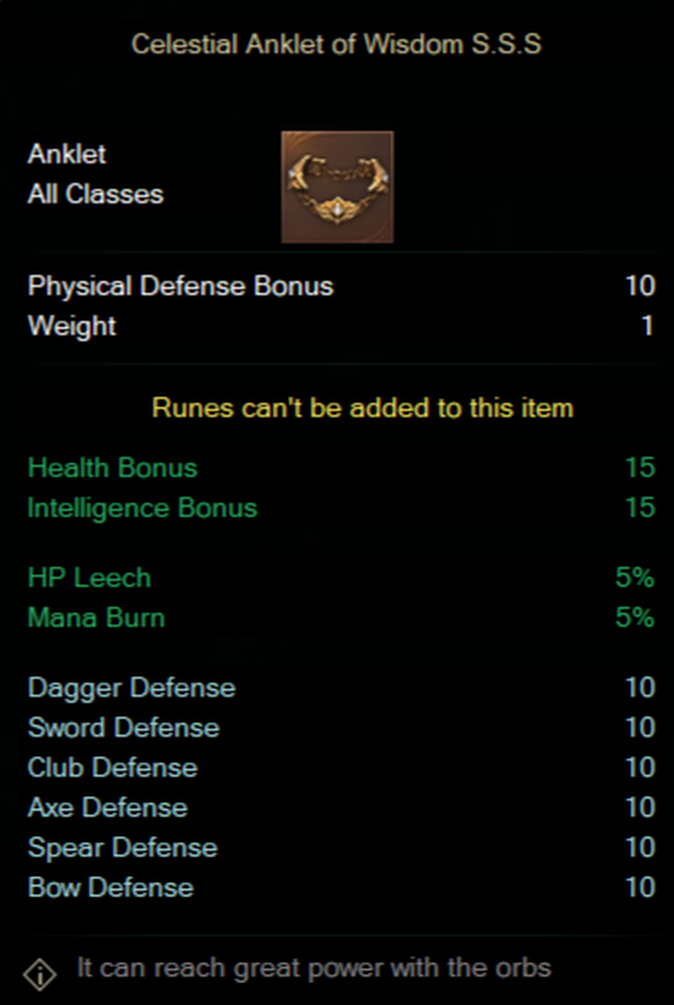 Celestial Anklet of Wisdom S.S.S
Anklet
All Classes
Physical Defense Bonus 10
Weight 1
Runes can't be added to this item
Health Bonus 15
Intelligence Bonus 15
HP Leech 5%
Mana Burn 5%
Dagger Defense 10
Sword Defense 10
Club Defense 10
Axe Defense 10
Spear Defense 10
Bow Defense 10
It can reach great power with the orbs